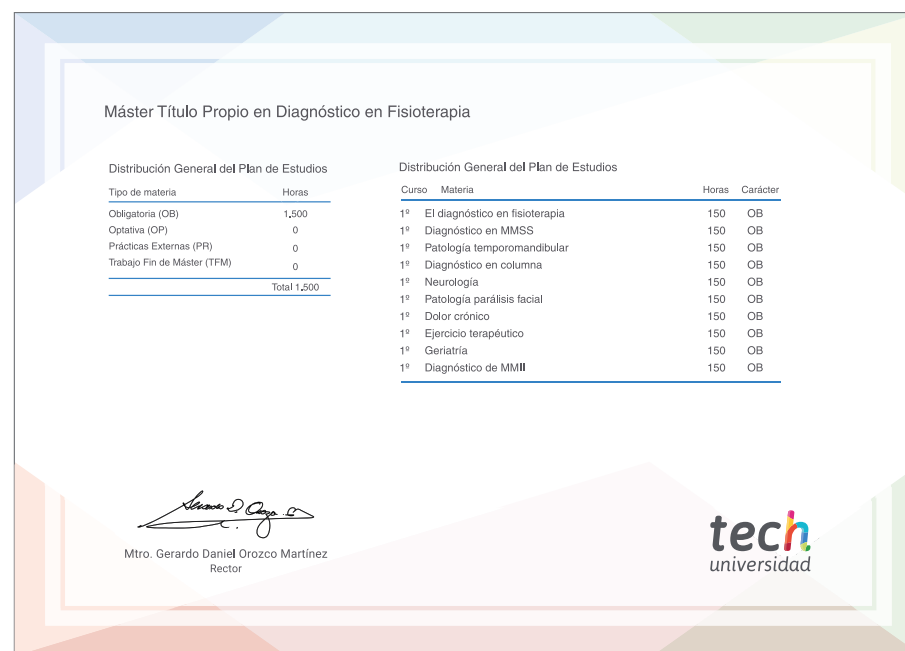 Máster Título Propio en Diagnóstico en Fisioterapia
Distribución General del Plan de Estudios
Tipo de materia Horas
Obligatoria (OB) 1.500
Optativa (OP) 0
Prácticas Externas (PR) 0
Trabajo Fin de Máster (TFM) 0
Total 1.500
Distribución General del Plan de Estudios
Curso Materia Horas Carácter
1º El diagnóstico en fisioterapia 150 OB
1º Diagnóstico en MMSS 150 OB
1º Patología temporomandibular 150 OB
1º Diagnóstico en columna 150 OB
1º Neurología 150 OB
1º Patología parálisis facial 150 OB
1º Dolor crónico 150 OB
1º Ejercicio terapéutico 150 OB
1º Geriatría 150 OB
1º Diagnóstico de MMII 150 OB
Mtro. Gerardo Daniel Orozco Martínez
Rector
tech
universidad